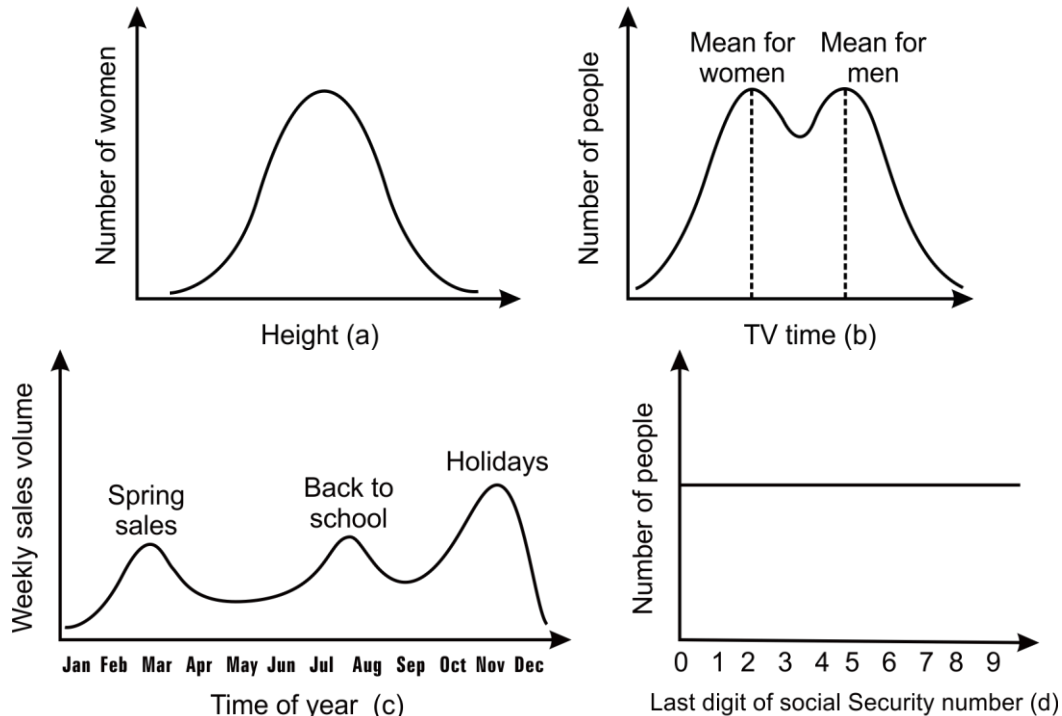 Number of women
Height (a)
Number of people
Mean for
women
Mean for
men
TV time (b)
Weekly sales volume
Spring
sales
Back to
school
Holidays
Jan Feb Mar Apr May Jun Jul Aug Sep Oct Nov Dec
Time of year (c)
Number of people
0 1 2 3 4 5 6 7 8 9
Last digit of social Security number (d)